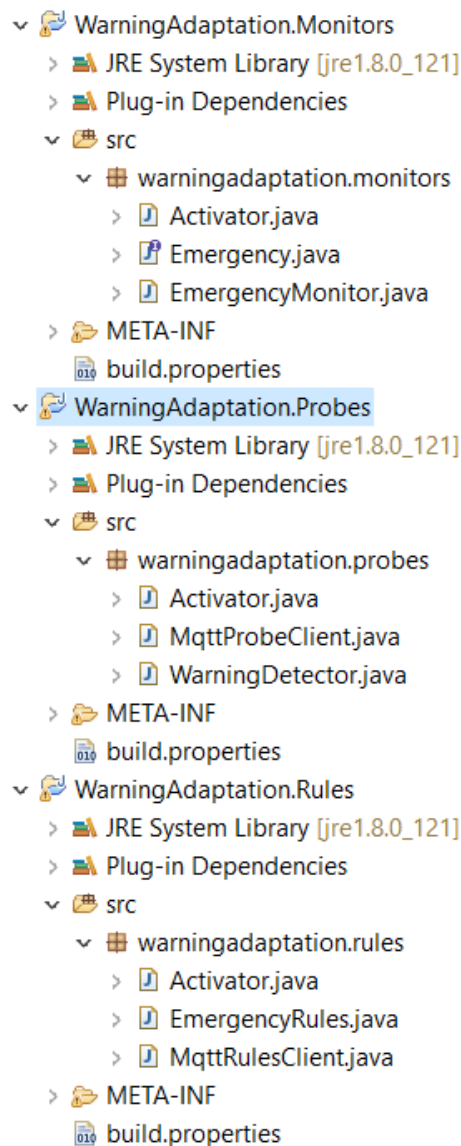 WarningAdaptation.Monitors
JRE System Library [jre1.8.0_121]
Plug-in Dependencies
src
warningadaptation.monitors
Activator.java
Emergency.java
EmergencyMonitor.java
META-INF
build.properties
WarningAdaptation.Probes
JRE System Library [jre1.8.0_121]
Plug-in Dependencies
src
warningadaptation.probes
Activator.java
MqttProbeClient.java
WarningDetector.java
META-INF
build.properties
WarningAdaptation.Rules
JRE System Library [jre1.8.0_121]
Plug-in Dependencies
src
warningadaptation.rules
Activator.java
EmergencyRules.java
MqttRulesClient.java
META-INF
build.properties